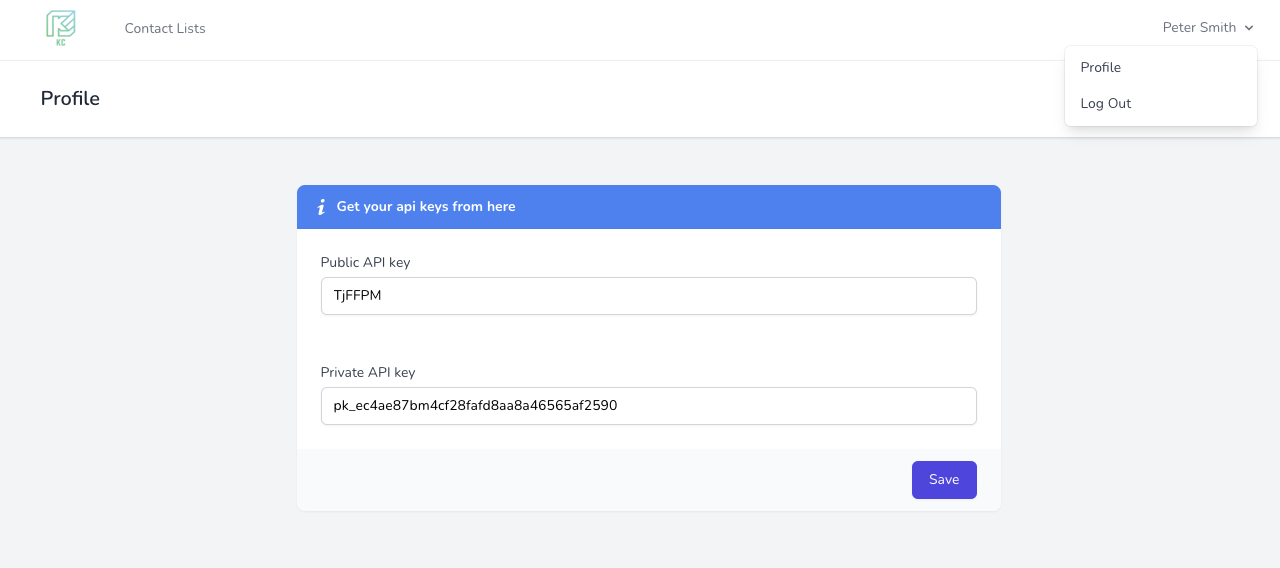 KC
Contact Lists
Peter Smith
Profile
Log Out
Profile
Get your api keys from here
Public API key
TjFFPM
Private API key
pk_ec4ae87bm4cf28fafd8aa8a46565af2590
Save